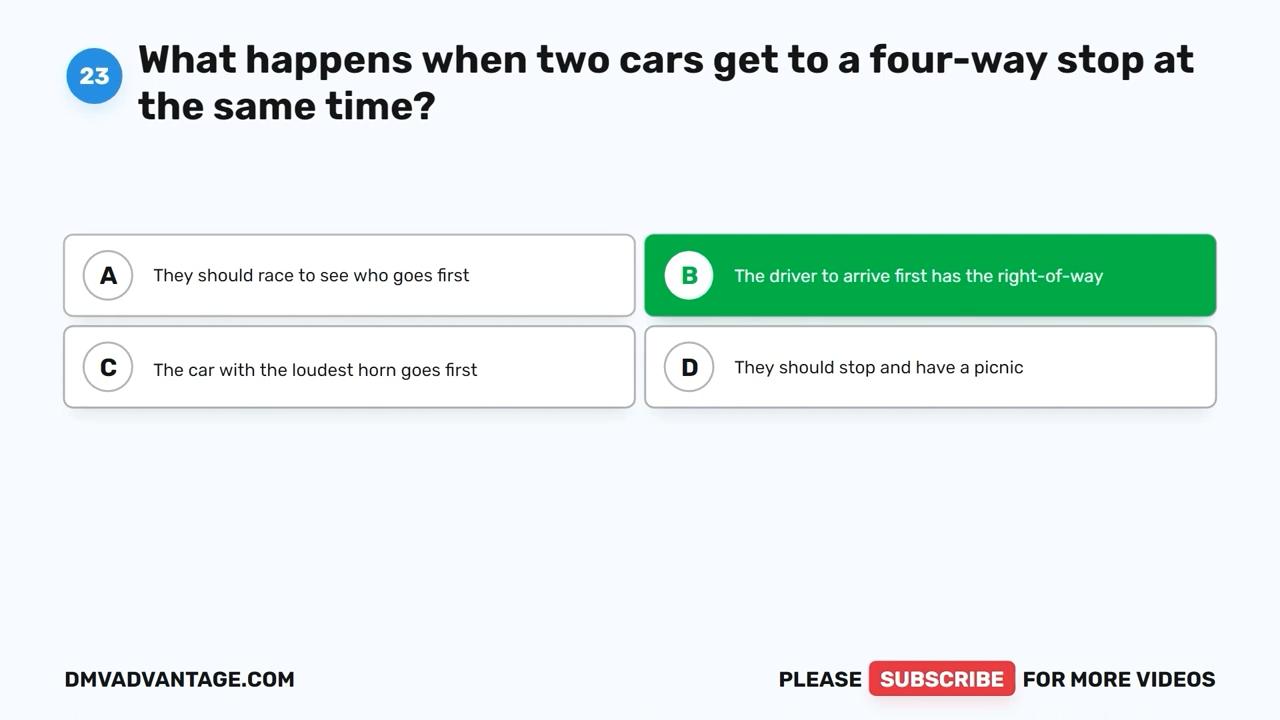 23
What happens when two cars get to a four-way stop at
the same time?
A They should race to see who goes first
B The driver to arrive first has the right-of-way
C The car with the loudest horn goes first
D They should stop and have a picnic
DMVADVANTAGE.COM
PLEASE SUBSCRIBE FOR MORE VIDEOS